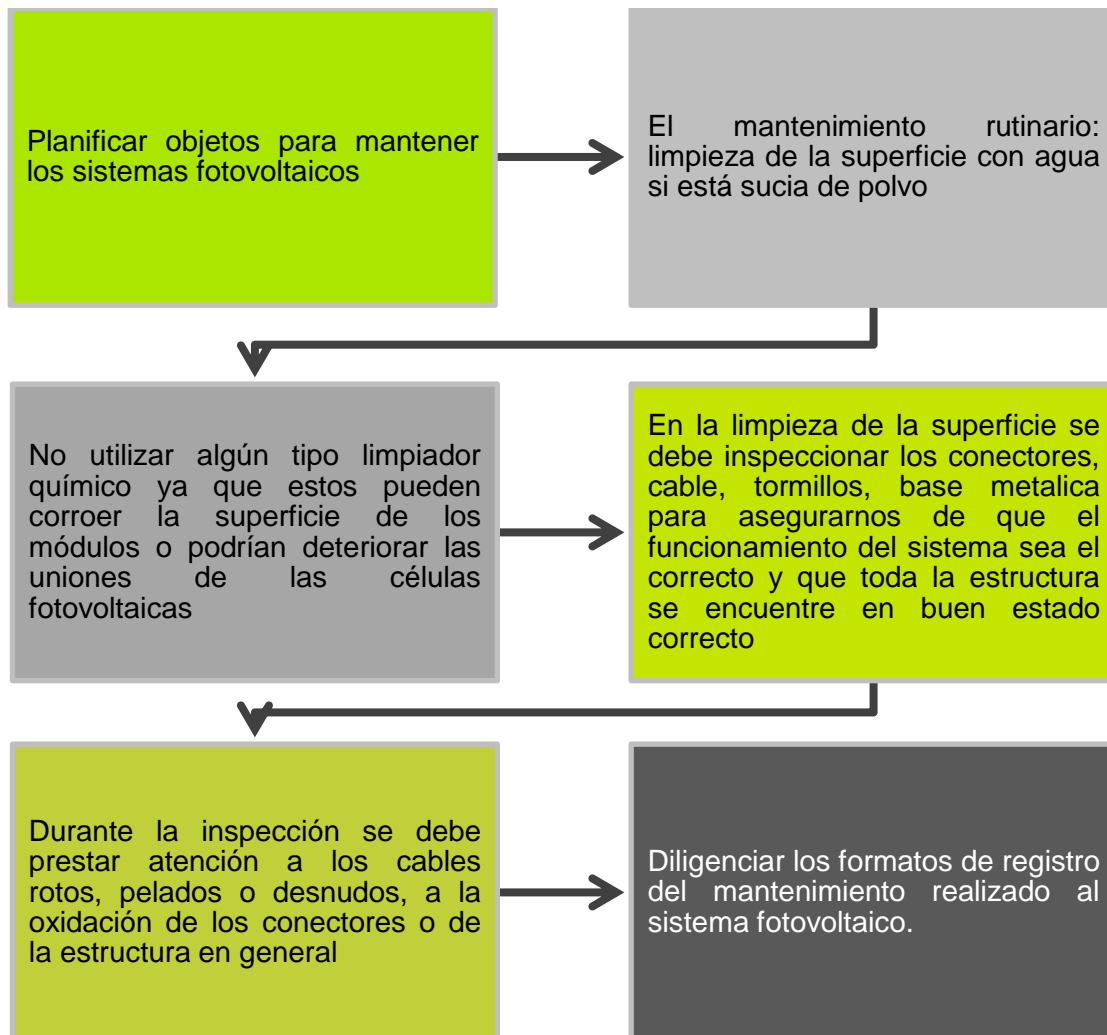 Planificar objetos para mantener
los sistemas fotovoltaicos
El mantenimiento rutinario:
limpieza de la superficie con agua
si está sucia de polvo
No utilizar algún tipo limpiador
químico ya que estos pueden
corroer la superficie de los
módulos o podrían deteriorar las
uniones de las células
fotovoltaicas
En la limpieza de la superficie se
debe inspeccionar los conectores,
cable, tormillos, base metalica
para asegurarnos de que el
funcionamiento del sistema sea el
correcto y que toda la estructura
se encuentre en buen estado
correcto
Durante la inspección se debe
prestar atención a los cables
rotos, pelados o desnudos, a la
oxidación de los conectores o de
la estructura en general
Diligenciar los formatos de registro
del mantenimiento realizado al
sistema fotovoltaico.